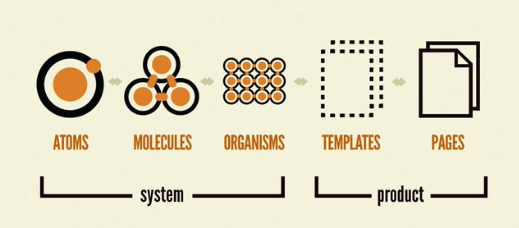 ATOMS MOLECULES ORGANISMS TEMPLATES PAGES
system product